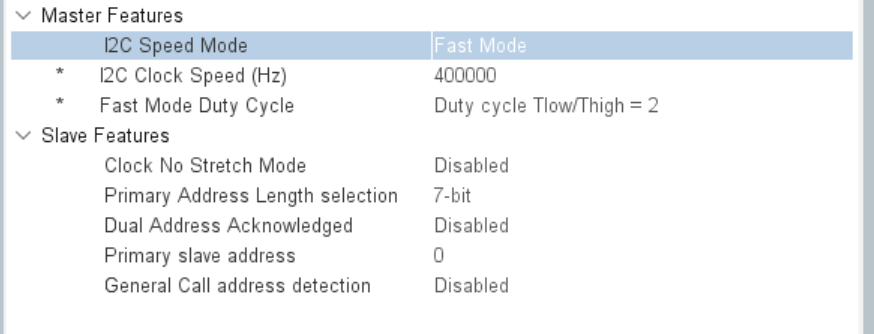 Master Features
I2C Speed Mode Fast Mode
* I2C Clock Speed (Hz) 400000
* Fast Mode Duty Cycle Duty cycle Tlow/Thigh = 2
Slave Features
Clock No Stretch Mode Disabled
Primary Address Length selection 7-bit
Dual Address Acknowledged Disabled
Primary slave address 0
General Call address detection Disabled